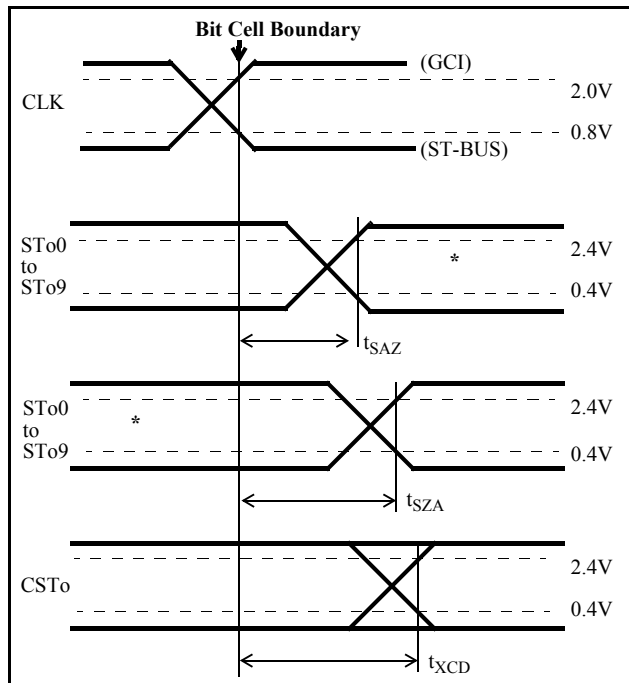 Bit Cell Boundary
(GCI)
CLK
2.0V
0.8V
(ST-BUS)
STo0
to
STo9
*
2.4V
0.4V
tSAZ
STo0
to
STo9
*
2.4V
0.4V
tSZA
CSTo
2.4V
0.4V
tXCD